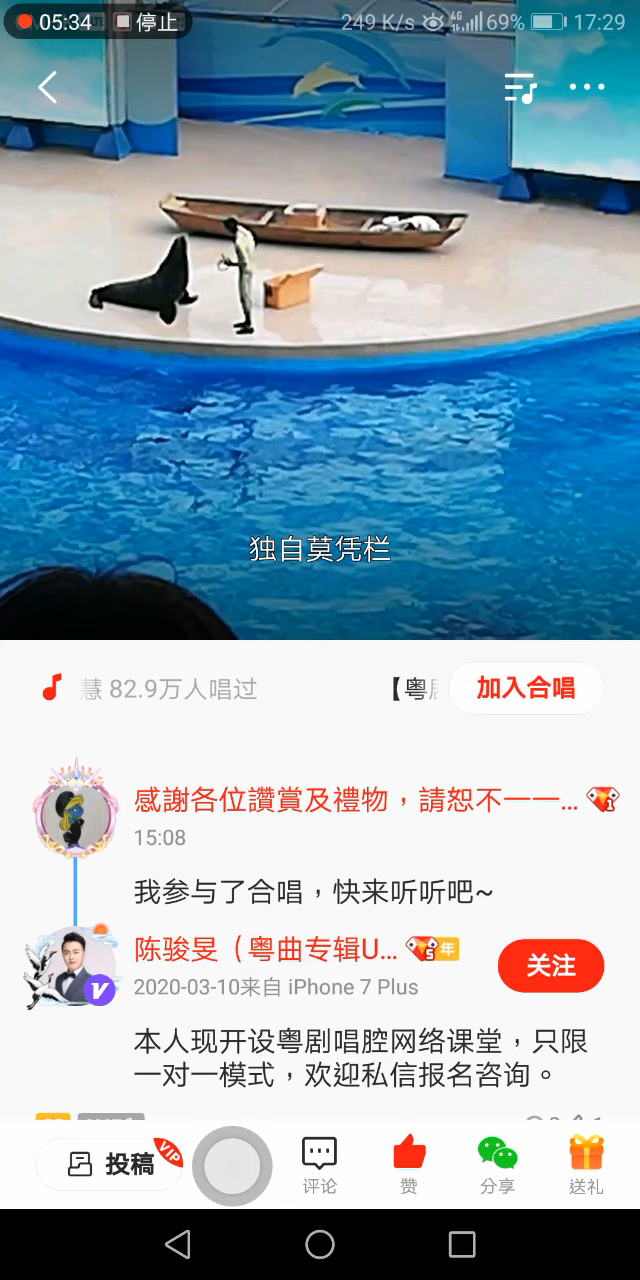 05:34 停止 249 K/s 4G 69% 17:29
独自莫凭栏
慧 82.9万人唱过 【粤 加入合唱
感謝各位讚賞及禮物，請恕不一一... 1
15:08
我参与了合唱，快来听听吧~
陈骏旻（粤曲专辑U... 5年
关注
2020-03-10来自 iPhone 7 Plus
本人现开设粤剧唱腔网络课堂，只限
一对一模式，欢迎私信报名咨询。
投稿 VIP
评论 赞 分享 送礼